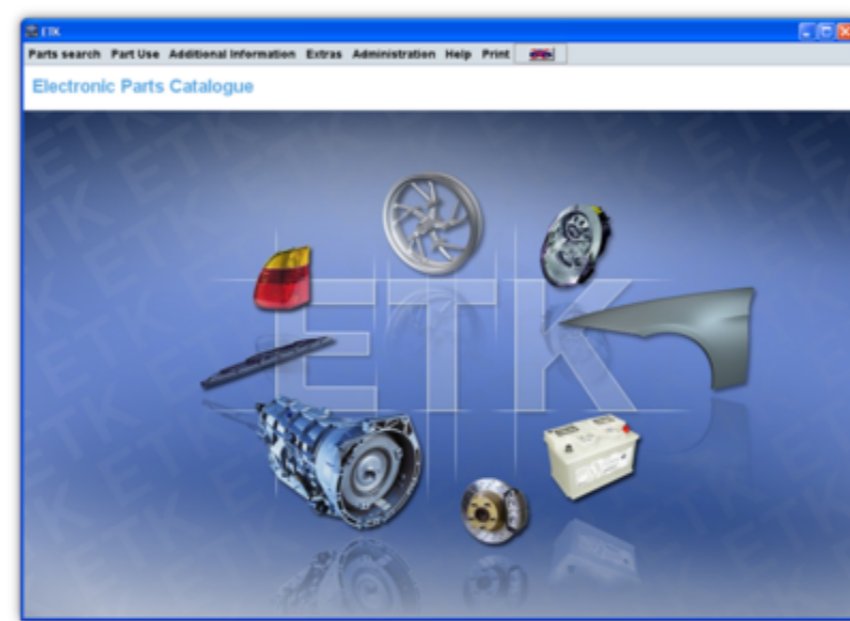 ETK
Parts search Part Use Additional Information Extras Administration Help Print
Electronic Parts Catalogue
ETK